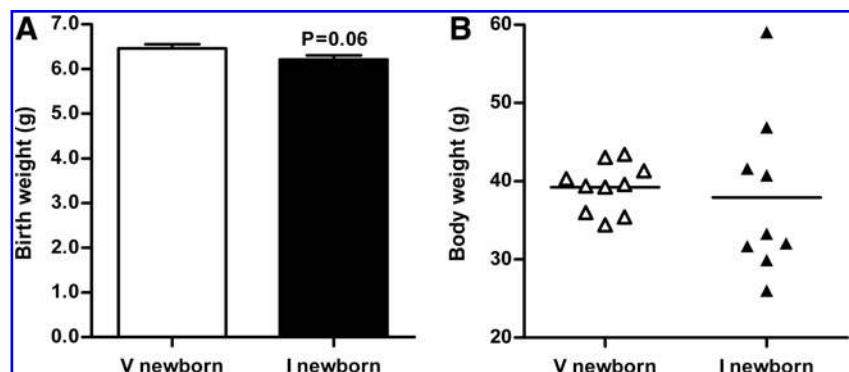 A
B
P=0.06
Birth weight (g)
7.0
6.0
5.0
4.0
3.0
2.0
1.0
0.0
V newborn
I newborn
Body weight (g)
60
50
40
30
20
V newborn
I newborn